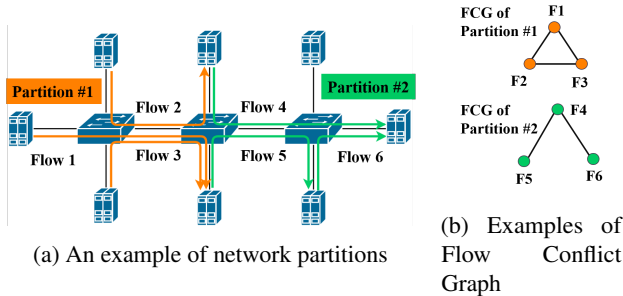 Partition #1
Partition #2
Flow 2
Flow 4
Flow 1
Flow 3
Flow 5
Flow 6
(a) An example of network partitions
FCG of
Partition #1
F1
F2
F3
FCG of
Partition #2
F4
F5
F6
(b) Examples of
Flow Conflict
Graph